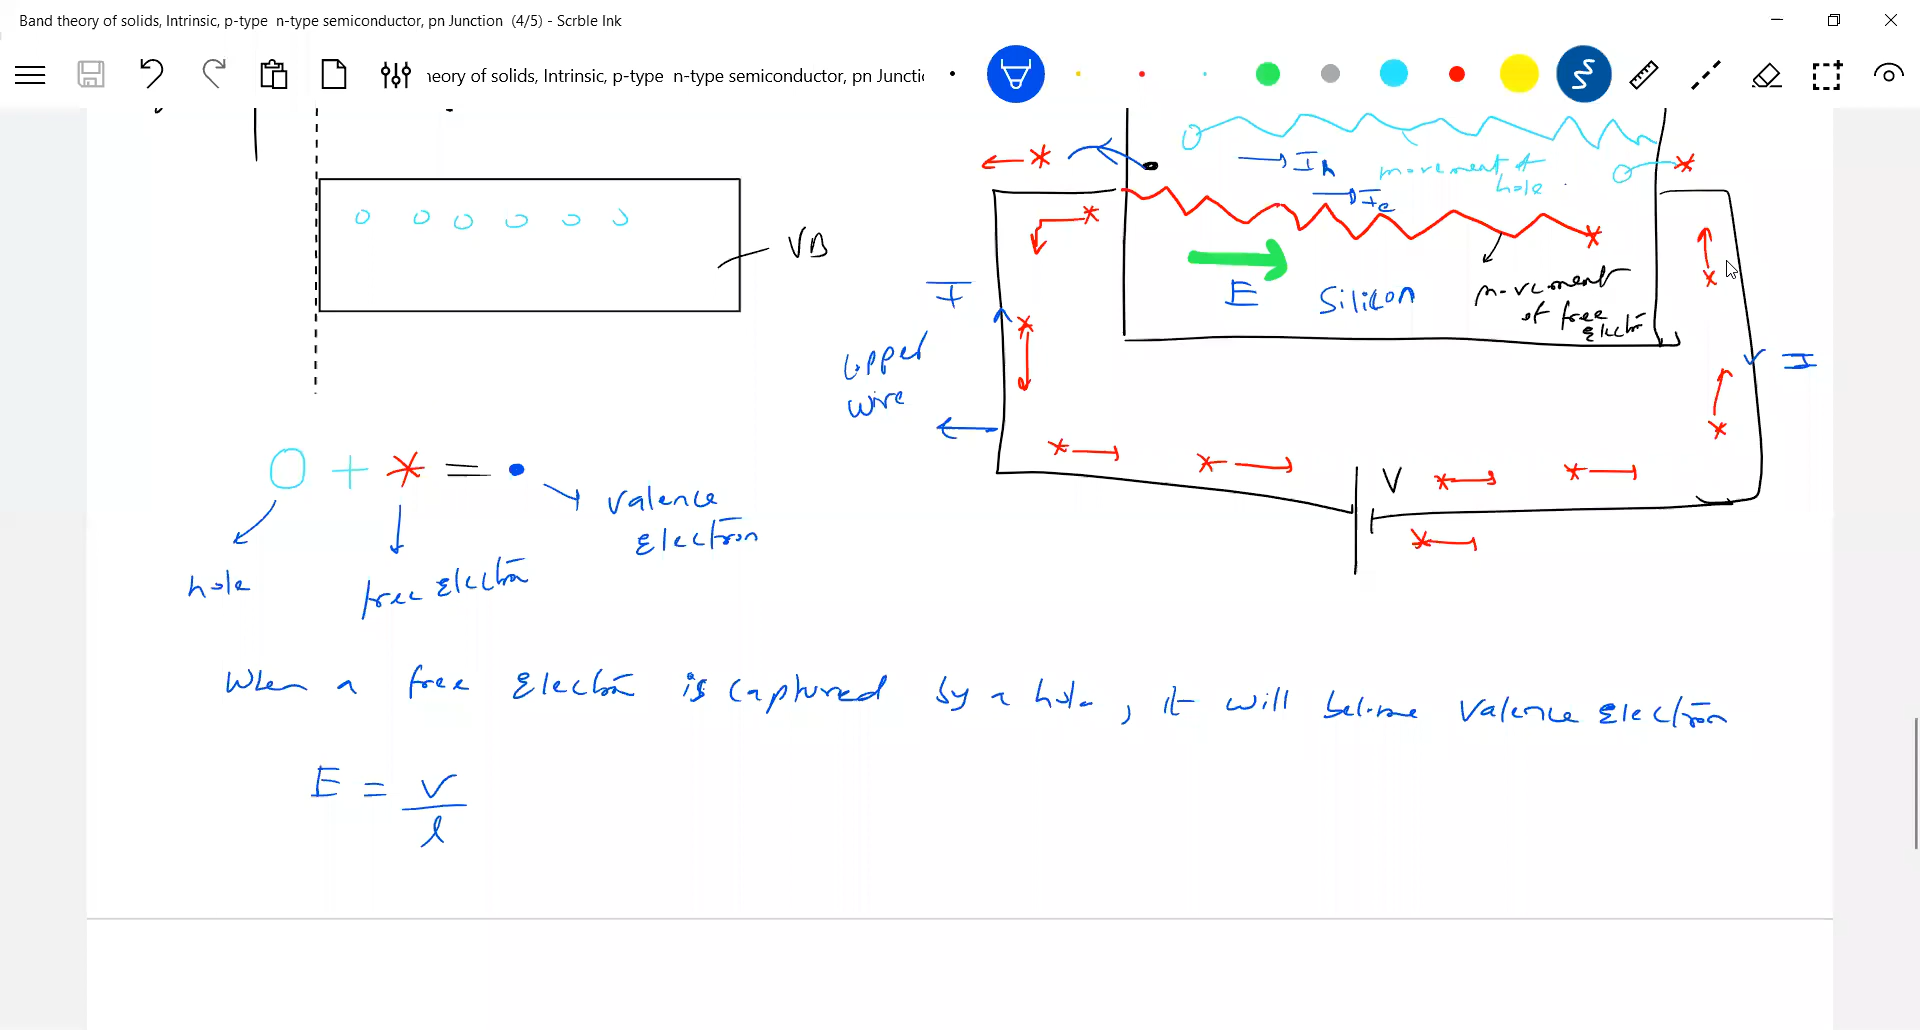 Band theory of solids, Intrinsic, p-type n-type semiconductor, pn Junction (4/5) - Scrble Ink
heory of solids, Intrinsic, p-type n-type semiconductor, pn Juncti
VB
Ih
movement of
hole
Ie
E
Silicon
movement
of free
Electron
I
Copper
wire
I
V
O + * = •
hole
free Electron
Valence
Electron
When a free Electron is captured by a hole, it will become Valence Electron
E = V
l